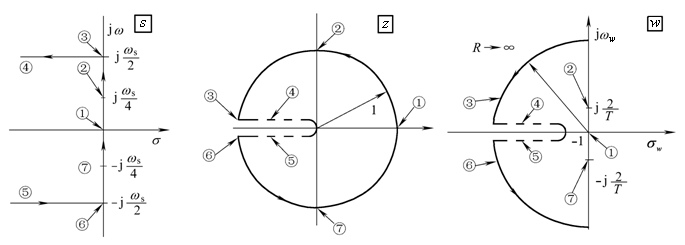 jω
s
③
④
j ωs/2
②
j ωs/4
①
σ
⑦
-j ωs/4
⑤
-j ωs/2
⑥
z
②
③
④
①
1
⑥
⑤
⑦
w
jωw
R → ∞
②
③
④
j 2/T
①
-1
σw
⑥
⑤
⑦
-j 2/T